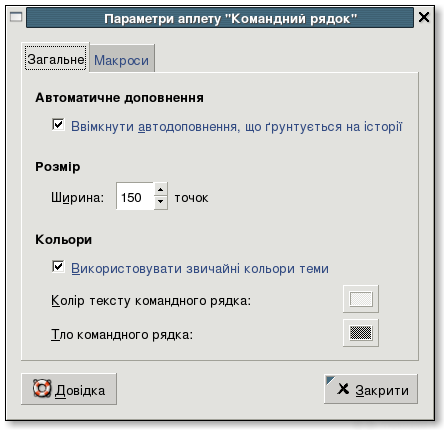 Параметри аплету "Командний рядок"
Загальне Макроси
Автоматичне доповнення
Ввімкнути автодоповнення, що ґрунтується на історії
Розмір
Ширина: 150 точок
Кольори
Використовувати звичайні кольори теми
Колір тексту командного рядка:
Тло командного рядка:
Довідка Закрити